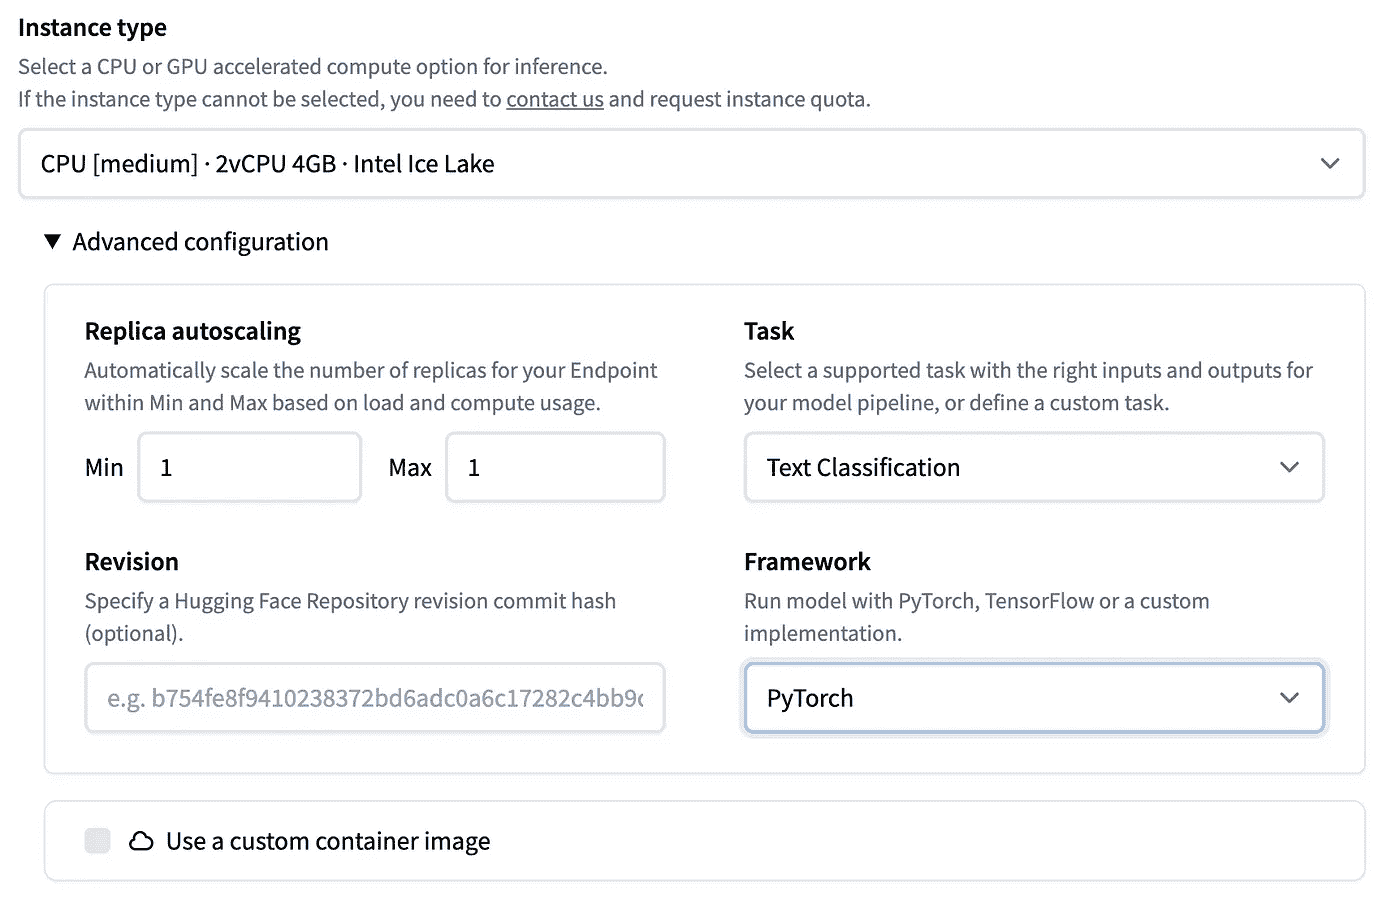 Instance type
Select a CPU or GPU accelerated compute option for inference.
If the instance type cannot be selected, you need to contact us and request instance quota.
CPU [medium] · 2vCPU 4GB · Intel Ice Lake
▼ Advanced configuration
Replica autoscaling
Automatically scale the number of replicas for your Endpoint
within Min and Max based on load and compute usage.
Min 1 Max 1
Task
Select a supported task with the right inputs and outputs for
your model pipeline, or define a custom task.
Text Classification
Revision
Specify a Hugging Face Repository revision commit hash
(optional).
e.g. b754fe8f9410238372bd6adc0a6c17282c4bb9c
Framework
Run model with PyTorch, TensorFlow or a custom
implementation.
PyTorch
Use a custom container image